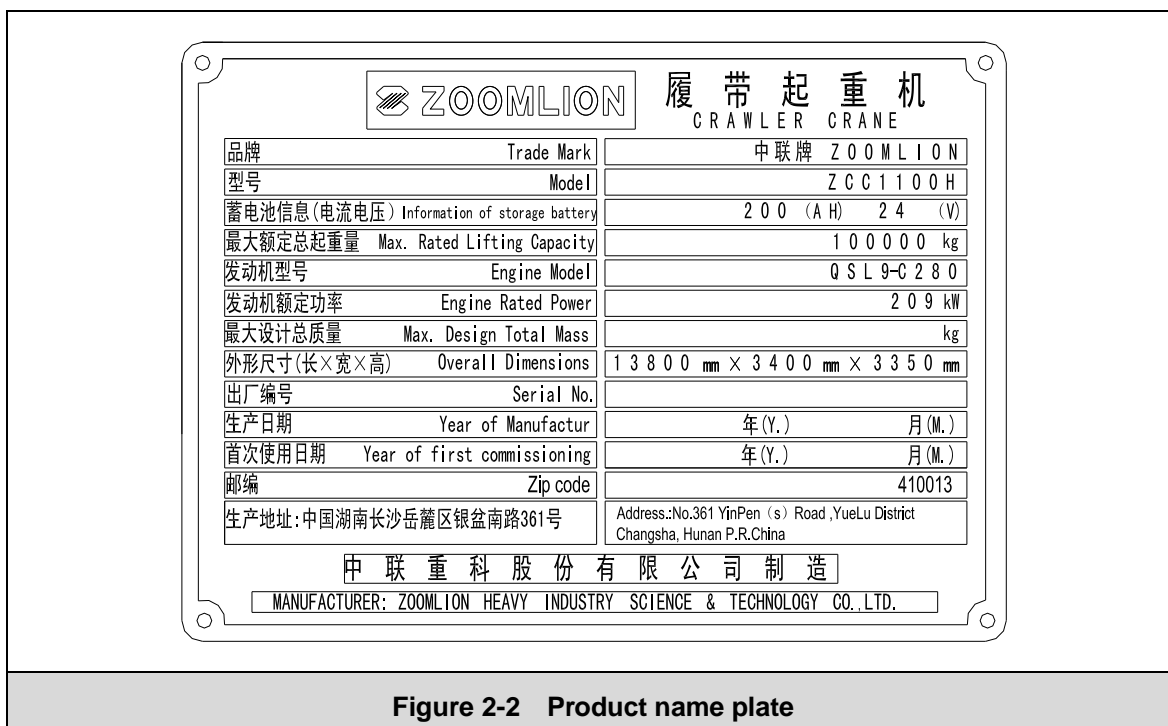 ZOOMLION 履带起重机
CRAWLER CRANE
品牌 Trade Mark 中联牌 ZOOMLION
型号 Model ZCC1100H
蓄电池信息(电流电压) Information of storage battery 200 (AH) 24 (V)
最大额定总起重量 Max. Rated Lifting Capacity 100000 kg
发动机型号 Engine Model QSL9-C280
发动机额定功率 Engine Rated Power 209 kW
最大设计总质量 Max. Design Total Mass kg
外形尺寸(长×宽×高) Overall Dimensions 13800 mm × 3400 mm × 3350 mm
出厂编号 Serial No.
生产日期 Year of Manufactur 年(Y.) 月(M.)
首次使用日期 Year of first commissioning 年(Y.) 月(M.)
邮编 Zip code 410013
生产地址:中国湖南长沙岳麓区银盆南路361号 Address.:No.361 YinPen（s）Road ,YueLu District
Changsha, Hunan P.R.China
中联重科股份有限公司制造
MANUFACTURER: ZOOMLION HEAVY INDUSTRY SCIENCE & TECHNOLOGY CO.,LTD.
Figure 2-2 Product name plate